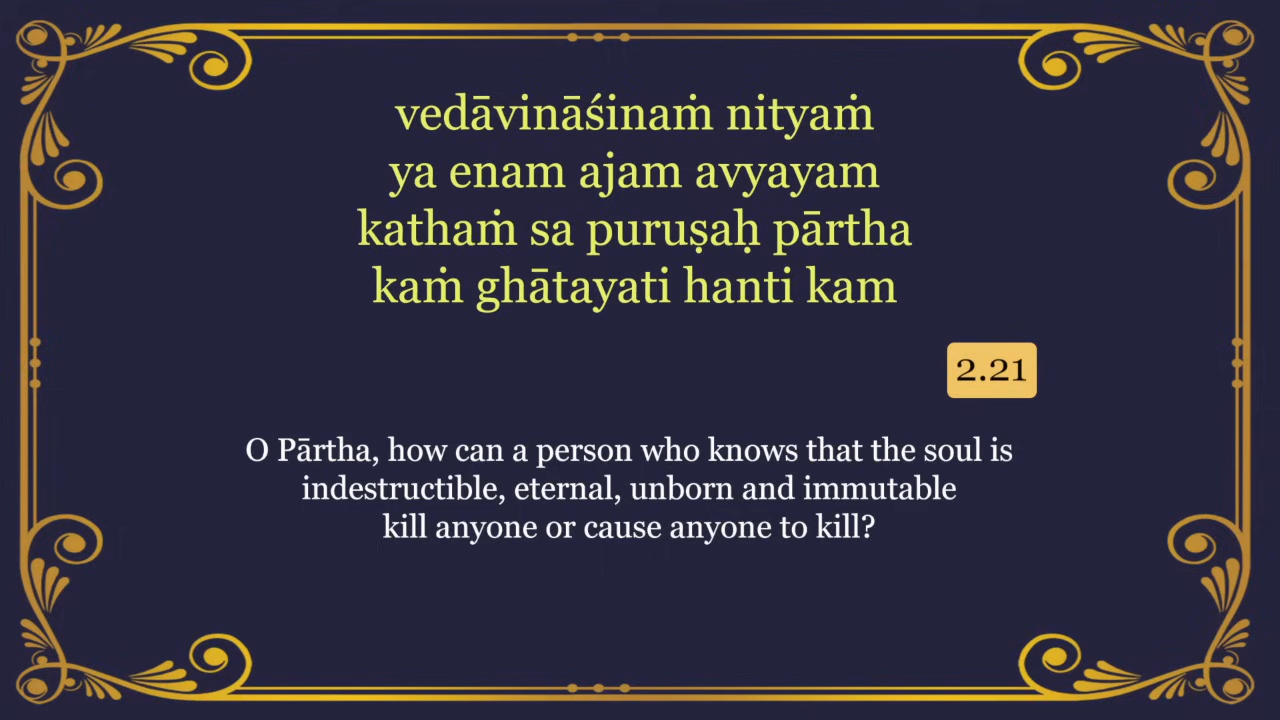 vedāvināśinaṁ nityaṁ
ya enam ajam avyayam
kathaṁ sa puruṣaḥ pārtha
kaṁ ghātayati hanti kam
2.21
O Pārtha, how can a person who knows that the soul is
indestructible, eternal, unborn and immutable
kill anyone or cause anyone to kill?